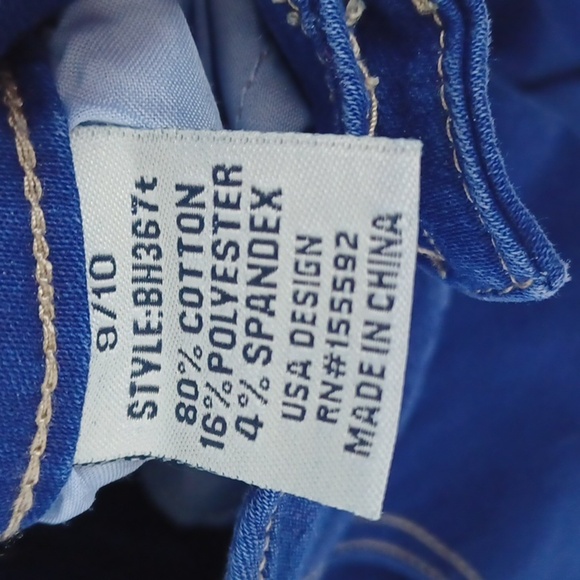 9/10
STYLE:BH367t
80% COTTON
16%POLYESTER
4% SPANDEX
USA DESIGN
RN#155592
MADE IN CHINA